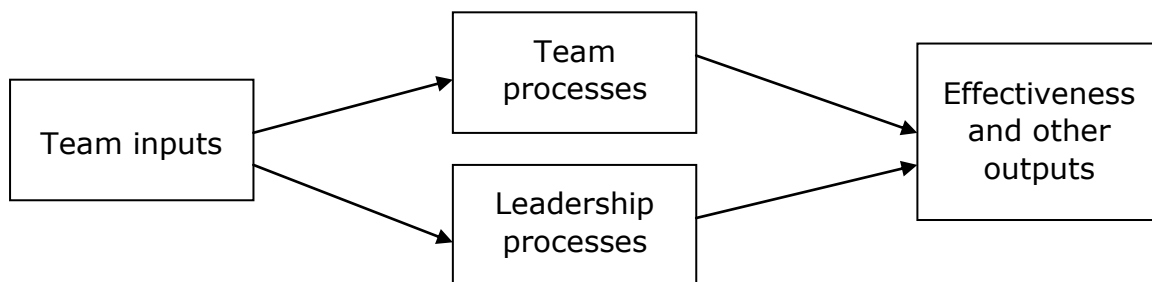 Team inputs
Team
processes
Leadership
processes
Effectiveness
and other
outputs